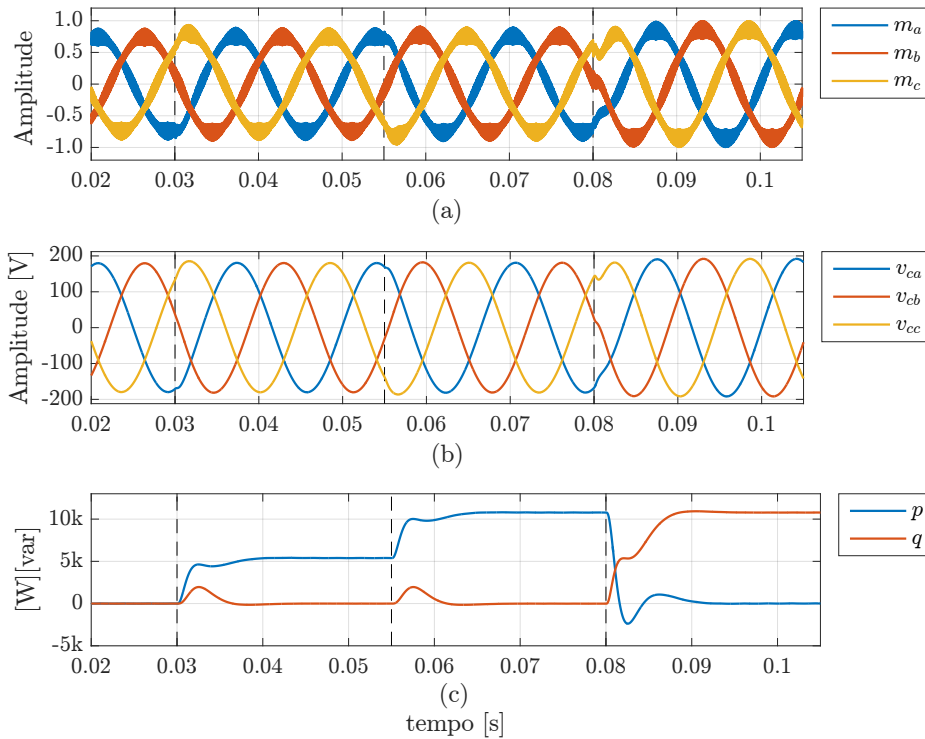 1.0
0.5
0
-0.5
-1.0
Amplitude
0.02 0.03 0.04 0.05 0.06 0.07 0.08 0.09 0.1
(a)
m_a
m_b
m_c
200
100
0
-100
-200
Amplitude [V]
0.02 0.03 0.04 0.05 0.06 0.07 0.08 0.09 0.1
(b)
v_ca
v_cb
v_cc
10k
5k
0
-5k
[W][var]
0.02 0.03 0.04 0.05 0.06 0.07 0.08 0.09 0.1
(c)
tempo [s]
p
q